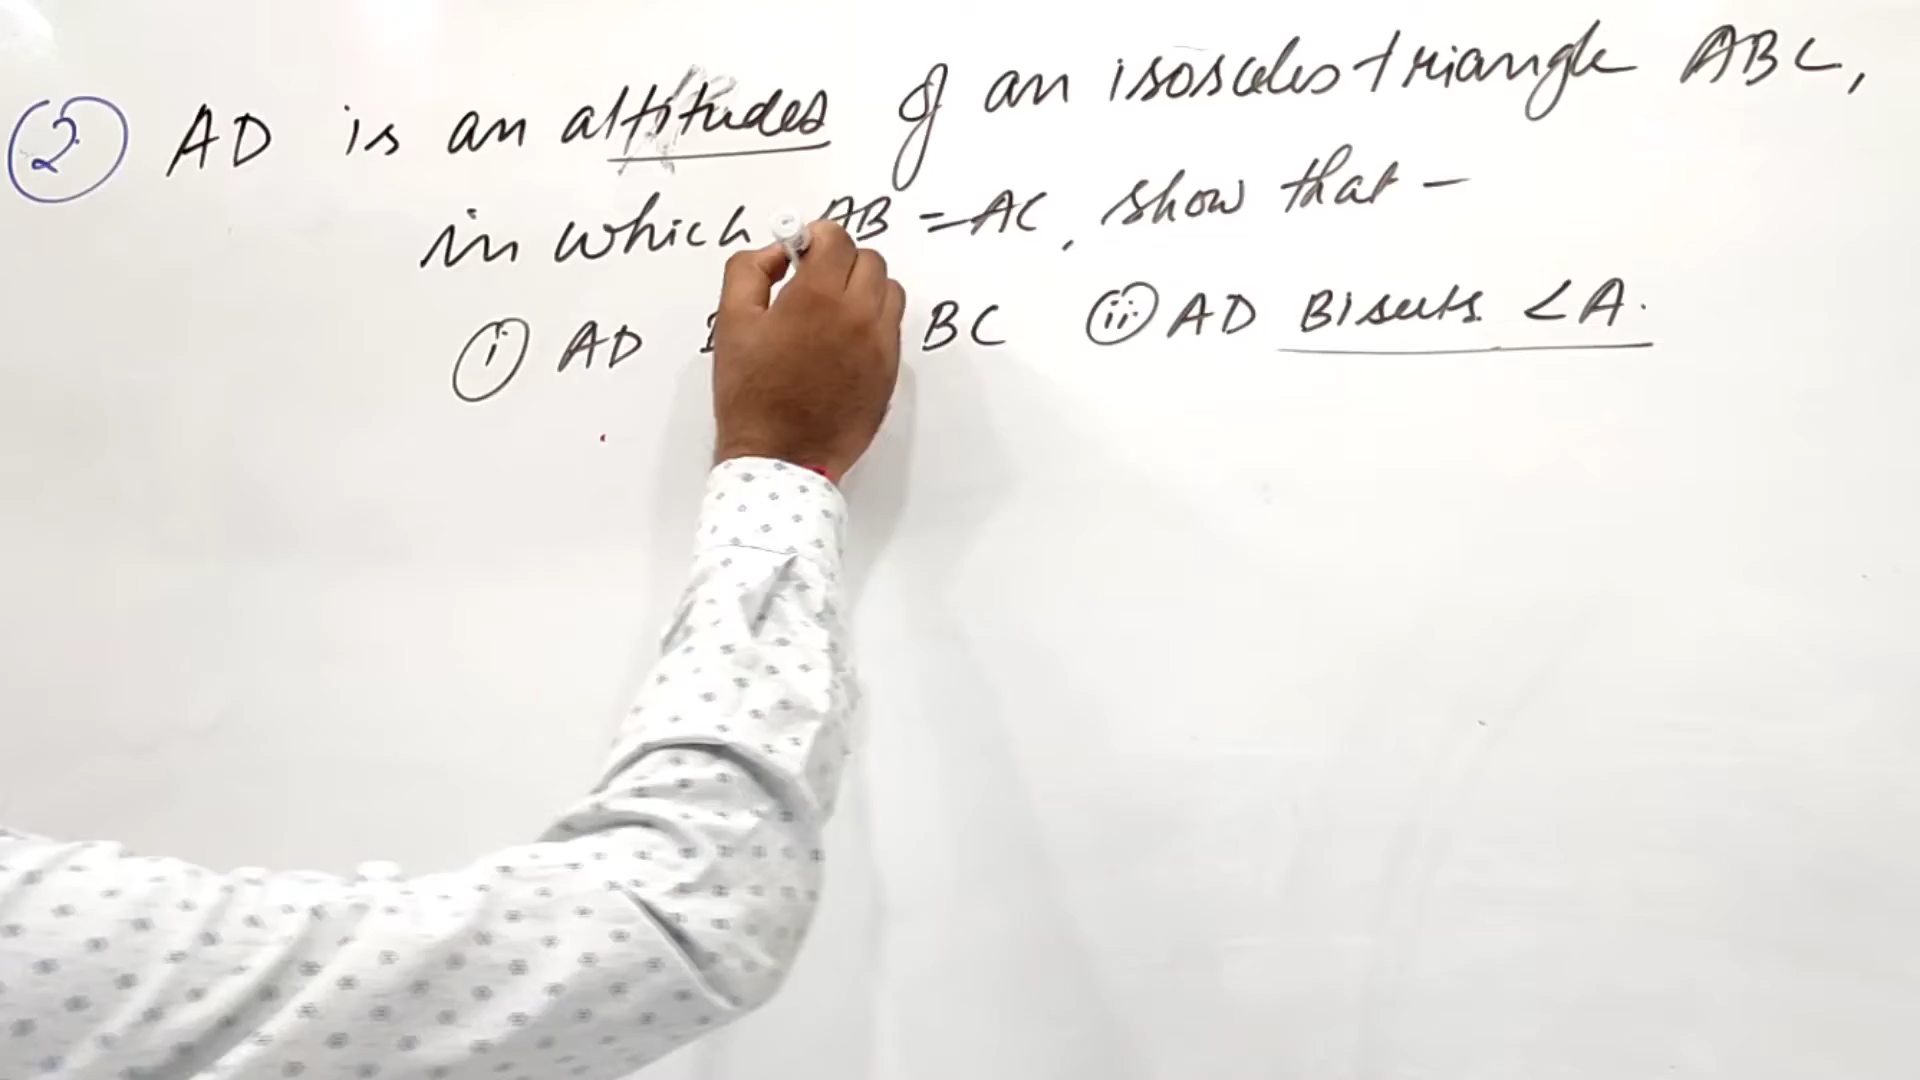 ② AD is an altitudes of an isosceles triangle ABC,
in which AB = AC, show that -
(i) AD BC (ii) AD Bisects <A.